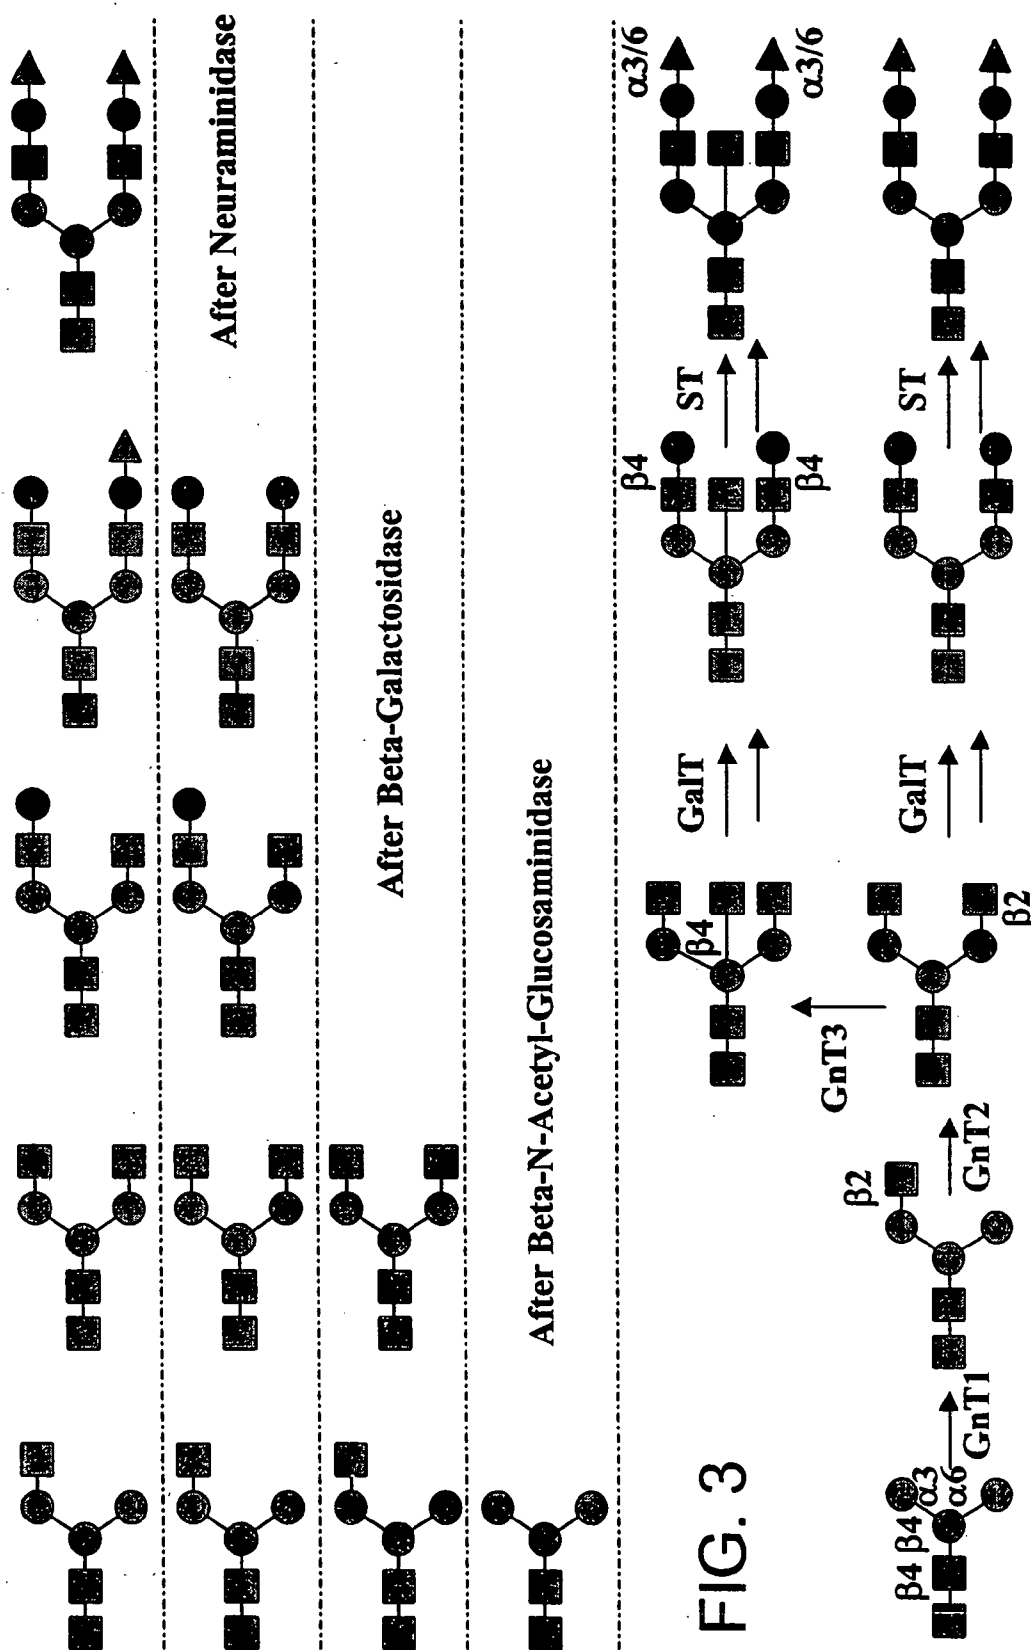 After Neuraminidase
After Beta-Galactosidase
After Beta-N-Acetyl-Glucosaminidase
FIG. 3
β4 β4 α3
α6
GnT1
β2
GnT2
GnT3
β4
β2
GalT
GalT
β4
β4
ST
ST
α3/6
α3/6